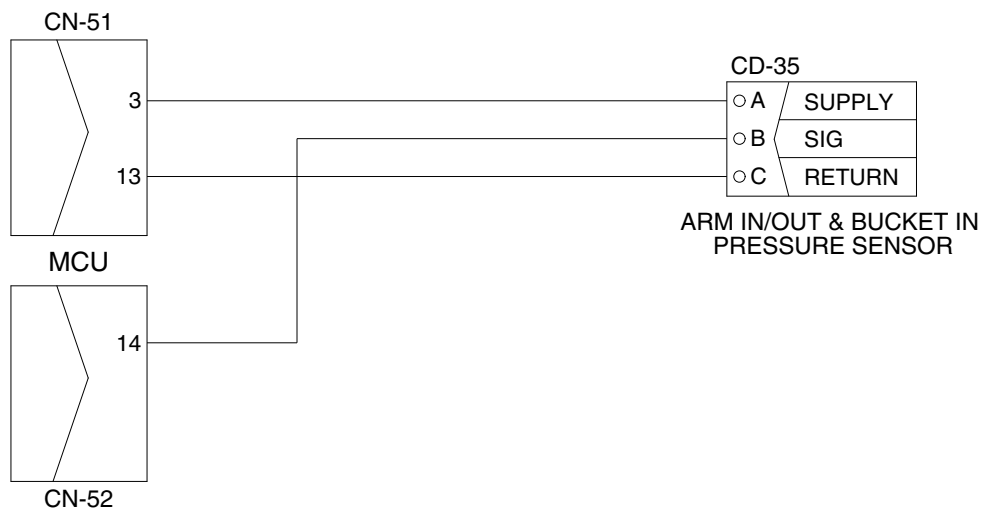 CN-51
3
13
MCU
14
CN-52
CD-35
A SUPPLY
B SIG
C RETURN
ARM IN/OUT & BUCKET IN
PRESSURE SENSOR